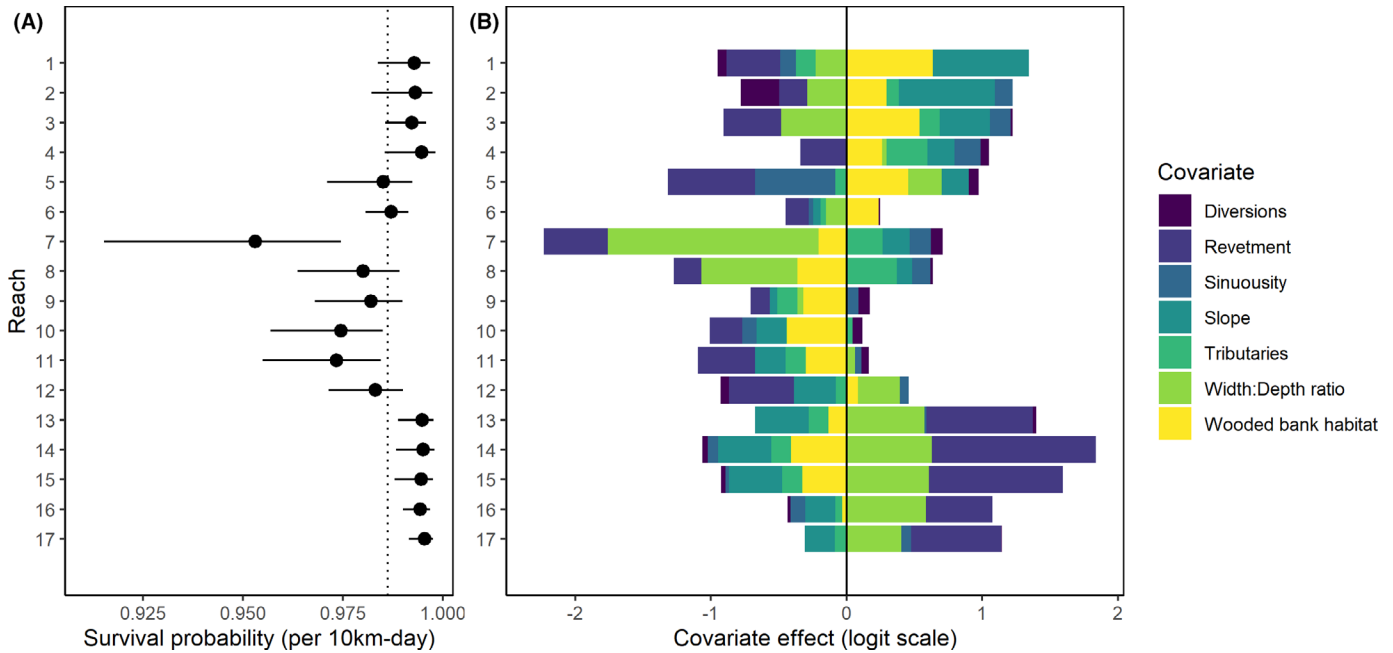 (A)
(B)
Reach
1
2
3
4
5
6
7
8
9
10
11
12
13
14
15
16
17
0.925 0.950 0.975 1.000
Survival probability (per 10km-day)
-2 -1 0 1 2
Covariate effect (logit scale)
Covariate
Diversions
Revetment
Sinuousity
Slope
Tributaries
Width:Depth ratio
Wooded bank habitat